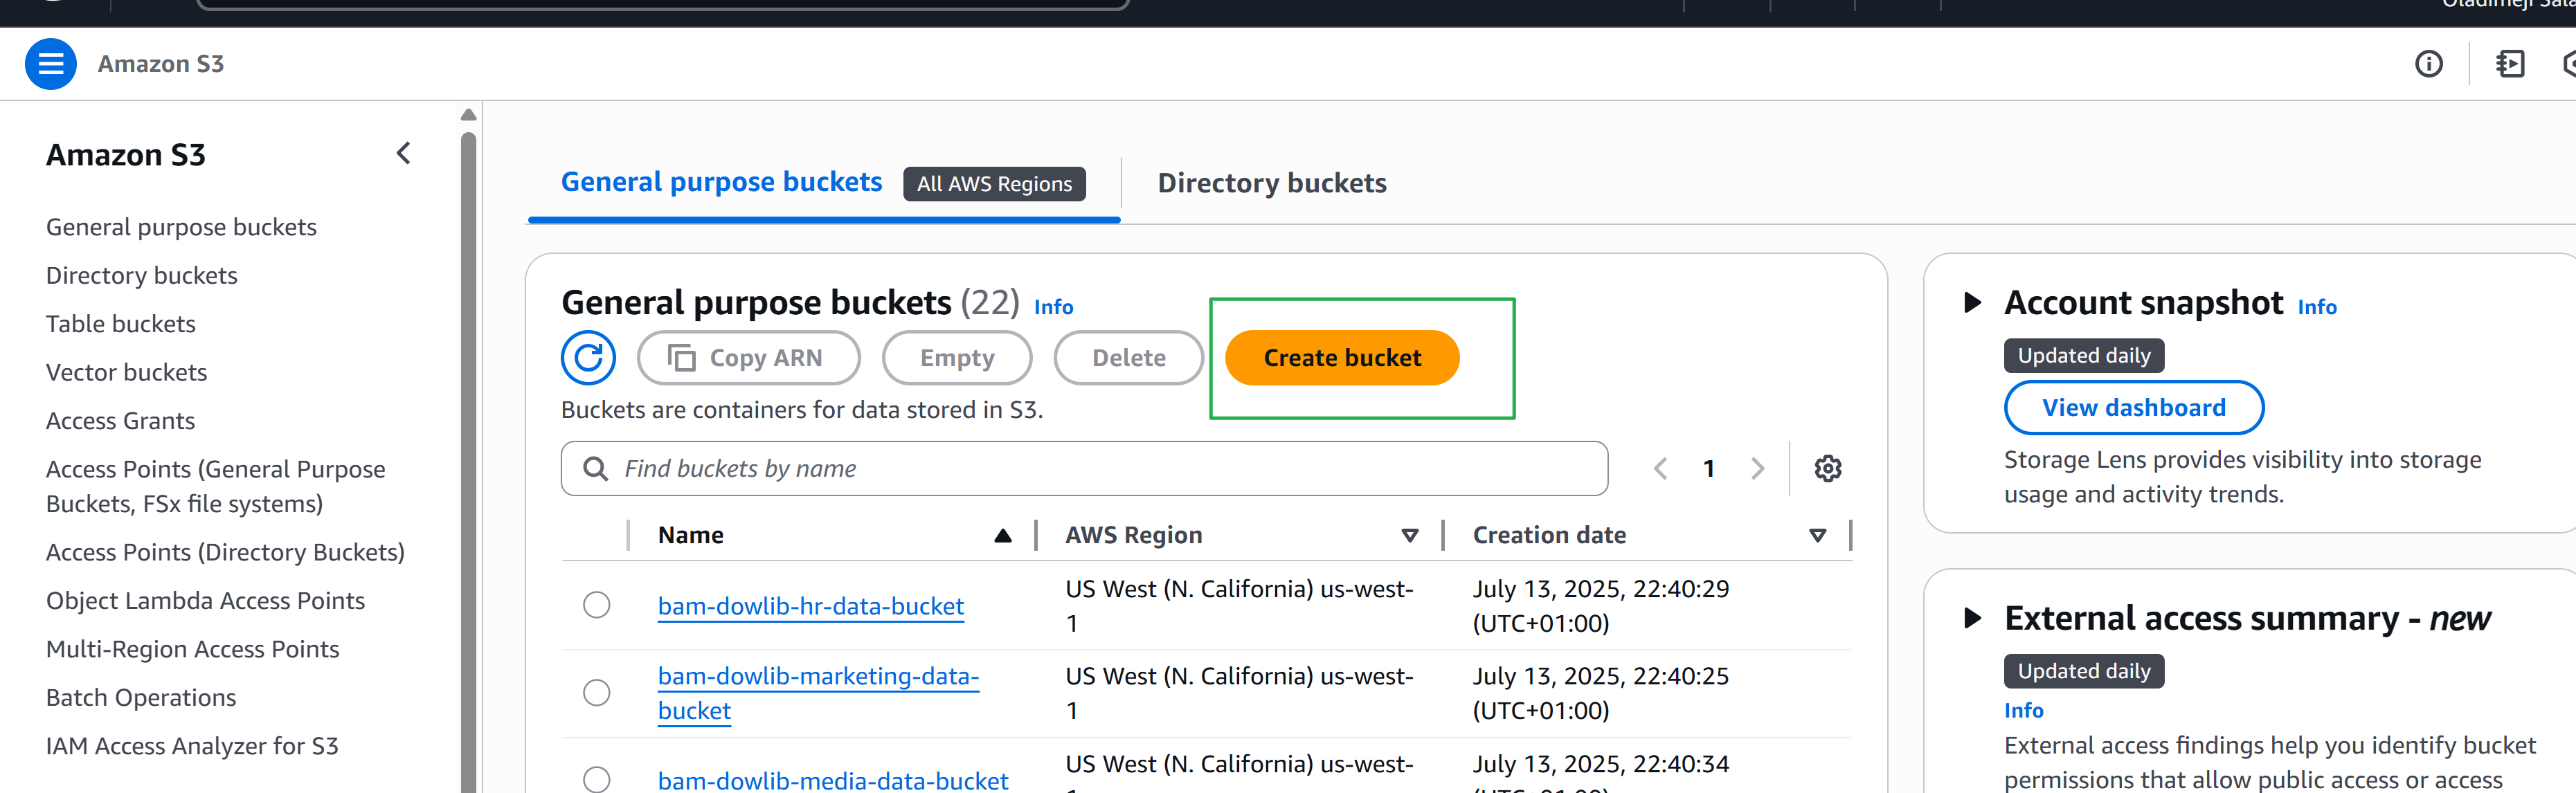 Amazon S3
Amazon S3
General purpose buckets
Directory buckets
Table buckets
Vector buckets
Access Grants
Access Points (General Purpose
Buckets, FSx file systems)
Access Points (Directory Buckets)
Object Lambda Access Points
Multi-Region Access Points
Batch Operations
IAM Access Analyzer for S3
General purpose buckets All AWS Regions Directory buckets
General purpose buckets (22) Info
Copy ARN Empty Delete Create bucket
Buckets are containers for data stored in S3.
Find buckets by name 1
Name AWS Region Creation date
bam-dowlib-hr-data-bucket US West (N. California) us-west- July 13, 2025, 22:40:29
1 (UTC+01:00)
bam-dowlib-marketing-data- US West (N. California) us-west- July 13, 2025, 22:40:25
bucket 1 (UTC+01:00)
bam-dowlib-media-data-bucket US West (N. California) us-west- July 13, 2025, 22:40:34
Account snapshot Info
Updated daily
View dashboard
Storage Lens provides visibility into storage
usage and activity trends.
External access summary - new
Updated daily
Info
External access findings help you identify bucket
permissions that allow public access or access